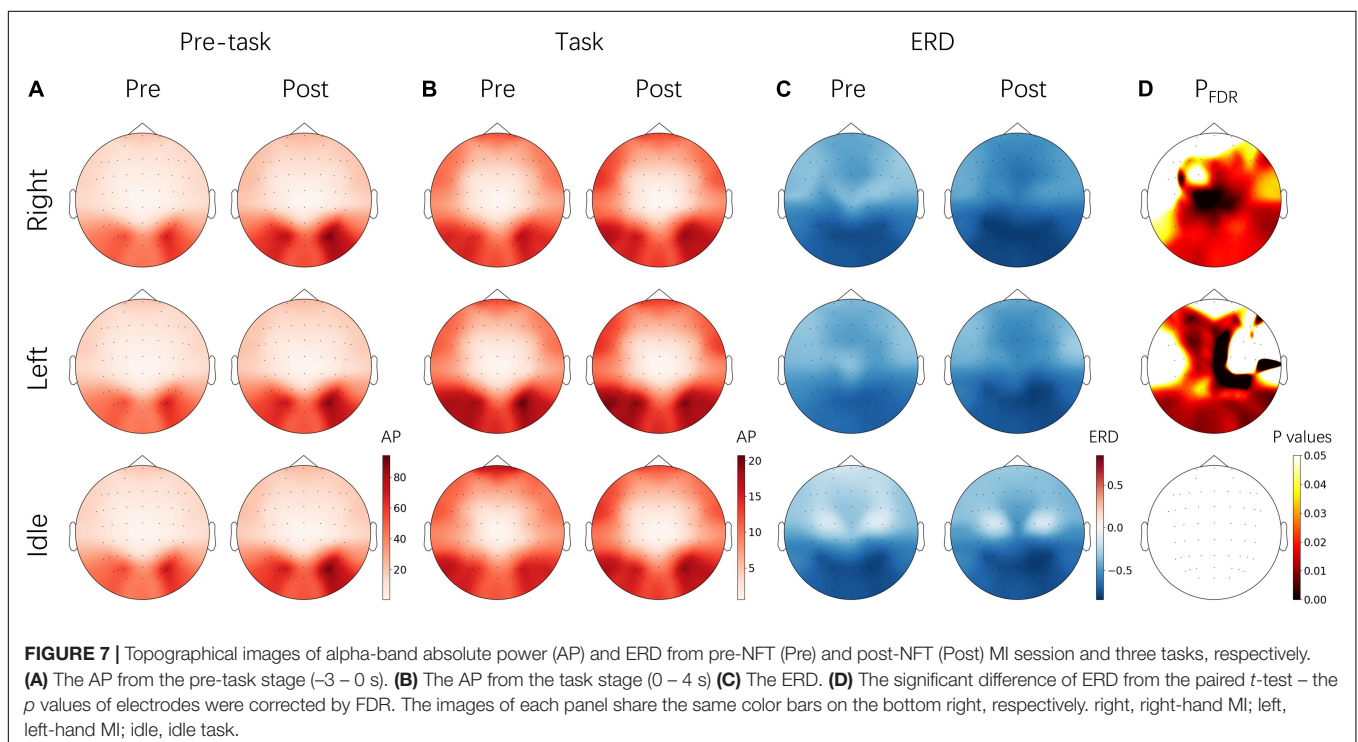 Pre-task Task ERD
A Pre Post B Pre Post C Pre Post D P_FDR
Right
Left
AP AP ERD P values
Idle
80
60
40
20
20
15
10
5
0.5
0.0
−0.5
0.05
0.04
0.03
0.02
0.01
0.00
FIGURE 7 | Topographical images of alpha-band absolute power (AP) and ERD from pre-NFT (Pre) and post-NFT (Post) MI session and three tasks, respectively.
(A) The AP from the pre-task stage (–3 – 0 s). (B) The AP from the task stage (0 – 4 s) (C) The ERD. (D) The significant difference of ERD from the paired t-test – the
p values of electrodes were corrected by FDR. The images of each panel share the same color bars on the bottom right, respectively. right, right-hand MI; left,
left-hand MI; idle, idle task.